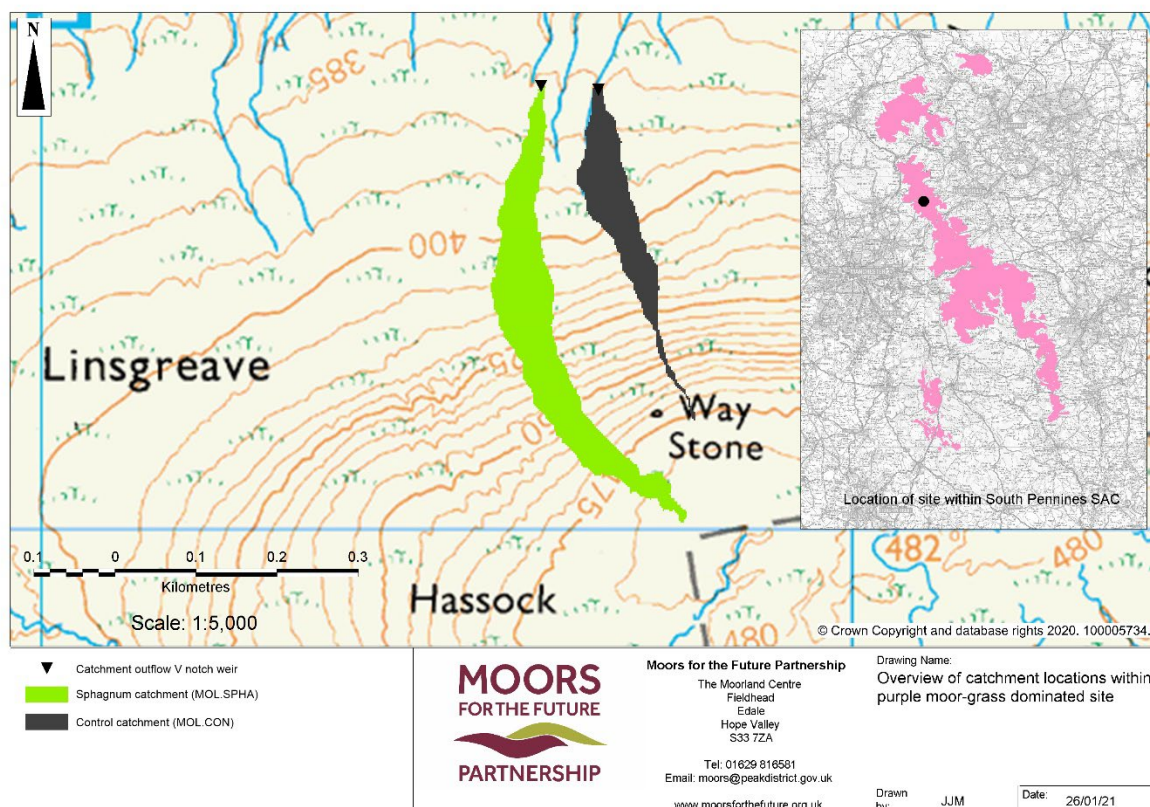 N
385
400
Linsgreave
Way
Stone
75
482
480
480
Hassock
0.1 0 0.1 0.2 0.3
Kilometres
Scale: 1:5,000
Location of site within South Pennines SAC
© Crown Copyright and database rights 2020. 100005734.
Catchment outflow V notch weir
Sphagnum catchment (MOL.SPHA)
Control catchment (MOL.CON)
MOORS
FOR THE FUTURE
PARTNERSHIP
Moors for the Future Partnership
The Moorland Centre
Fieldhead
Edale
Hope Valley
S33 7ZA
Tel: 01629 816581
Email: moors@peakdistrict.gov.uk
www.moorsforthefuture.org.uk
Drawing Name:
Overview of catchment locations within
purple moor-grass dominated site
Drawn
by:
JJM
Date:
26/01/21